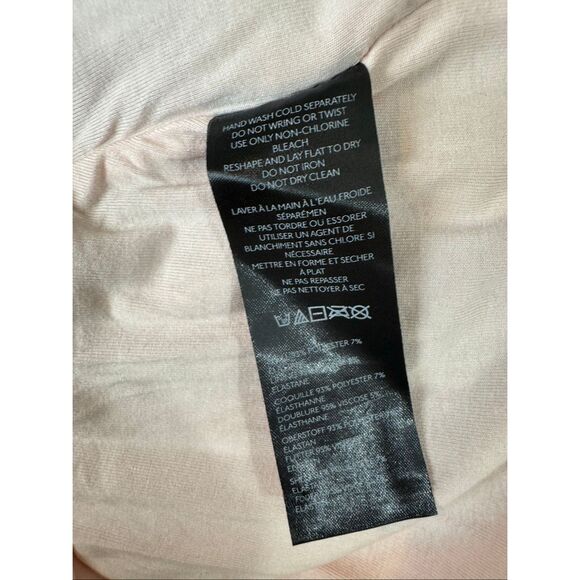 HAND WASH COLD SEPARATELY
DO NOT WRING OR TWIST
USE ONLY NON-CHLORINE
BLEACH
RESHAPE AND LAY FLAT TO DRY
DO NOT IRON
DO NOT DRY CLEAN
LAVER À LA MAIN À L'EAU FROIDE
SÉPARÉMEN
NE PAS TORDRE OU ESSORER
UTILISER UN AGENT DE
BLANCHIMENT SANS CHLORE SI
NÉCESSAIRE
METTRE EN FORME ET SECHER
À PLAT
NE PAS REPASSER
NE PAS NETTOYER À SEC
93% POLYESTER 7%
ELASTANE
COQUILLE 93% POLYESTER 7%
ÉLASTHANNE
DOUBLURE 95% VISCOSE 5%
ÉLASTHANNE
OBERSTOFF 93%
ELASTAN
FUTTER 95%